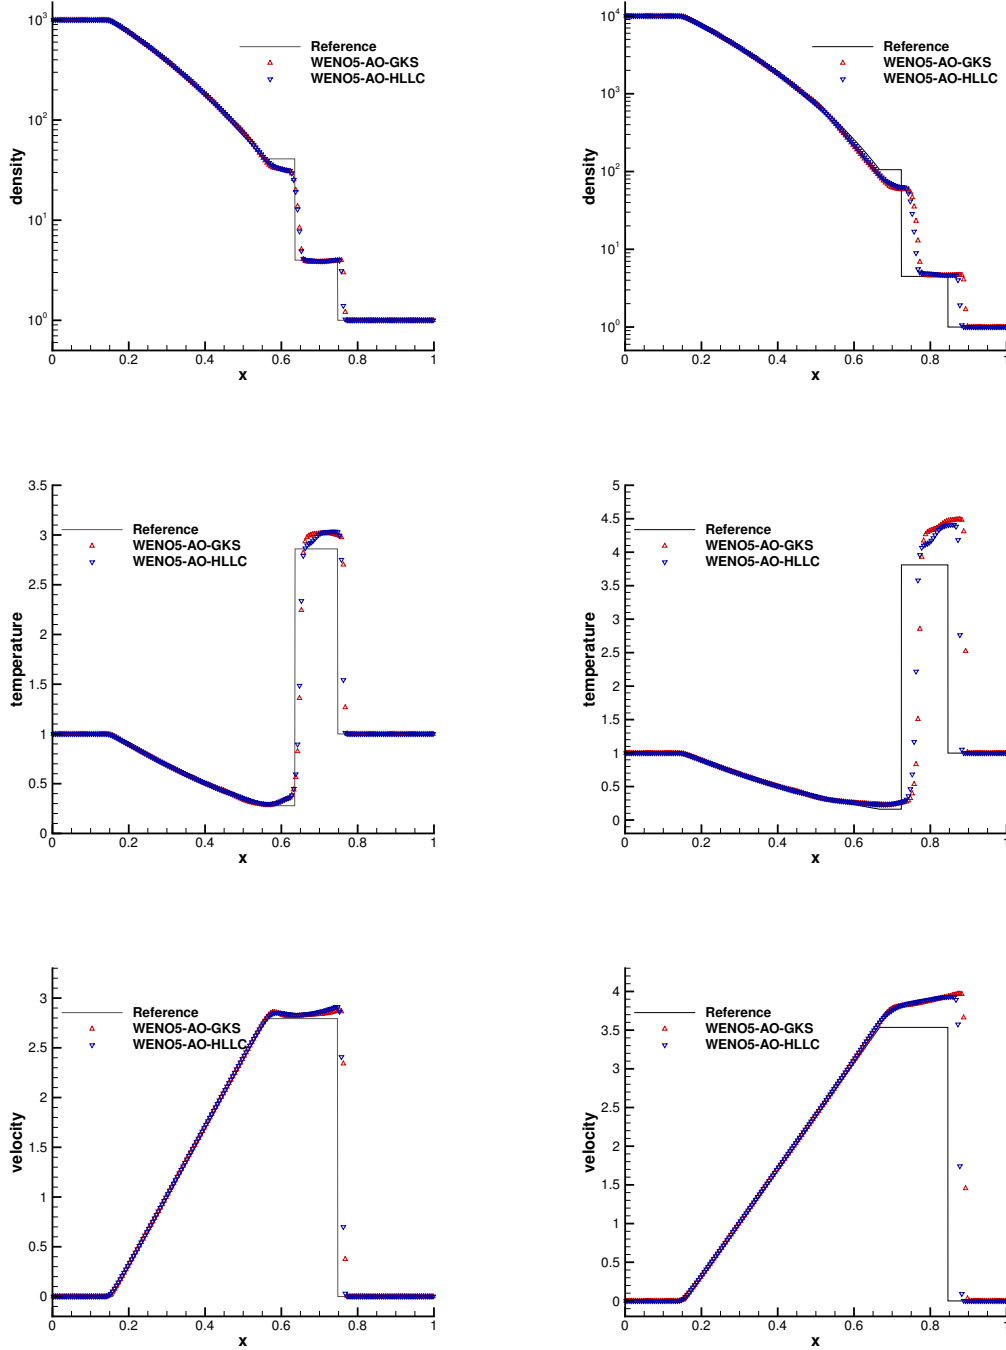 density
10³
10²
10¹
10⁰
Reference
WENO5-AO-GKS
WENO5-AO-HLLC
0 0.2 0.4 0.6 0.8 1
x
density
10⁴
10³
10²
10¹
10⁰
Reference
WENO5-AO-GKS
WENO5-AO-HLLC
0 0.2 0.4 0.6 0.8 1
x
temperature
3.5
3
2.5
2
1.5
1
0.5
0
Reference
WENO5-AO-GKS
WENO5-AO-HLLC
0 0.2 0.4 0.6 0.8 1
x
temperature
5
4.5
4
3.5
3
2.5
2
1.5
1
0.5
0
Reference
WENO5-AO-GKS
WENO5-AO-HLLC
0 0.2 0.4 0.6 0.8 1
x
velocity
3
2.5
2
1.5
1
0.5
0
Reference
WENO5-AO-GKS
WENO5-AO-HLLC
0 0.2 0.4 0.6 0.8 1
x
velocity
4
3.5
3
2.5
2
1.5
1
0.5
0
Reference
WENO5-AO-GKS
WENO5-AO-HLLC
0 0.2 0.4 0.6 0.8 1
x